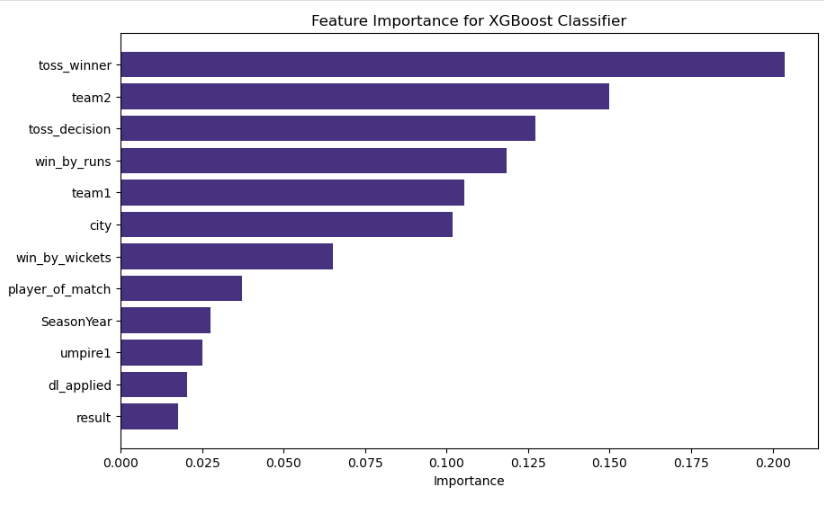 Feature Importance for XGBoost Classifier
toss_winner
team2
toss_decision
win_by_runs
team1
city
win_by_wickets
player_of_match
SeasonYear
umpire1
dl_applied
result
0.000 0.025 0.050 0.075 0.100 0.125 0.150 0.175 0.200
Importance